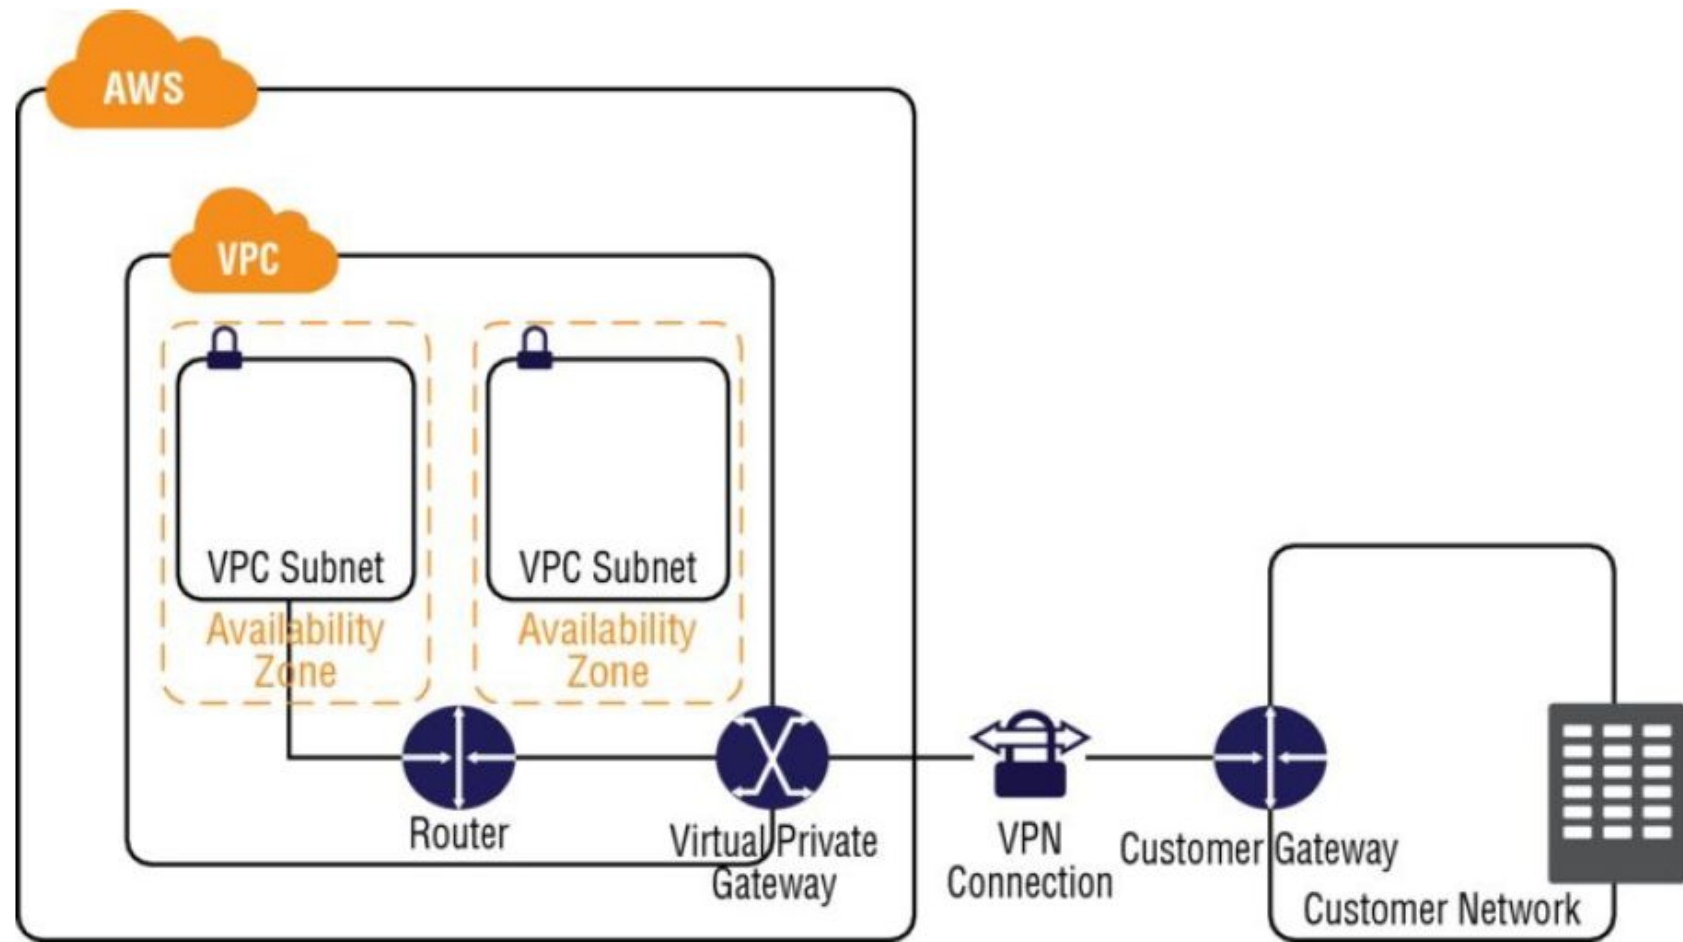 AWS
VPC
VPC Subnet
Availability
Zone
VPC Subnet
Availability
Zone
Router
Virtual Private
Gateway
VPN
Connection
Customer Gateway
Customer Network